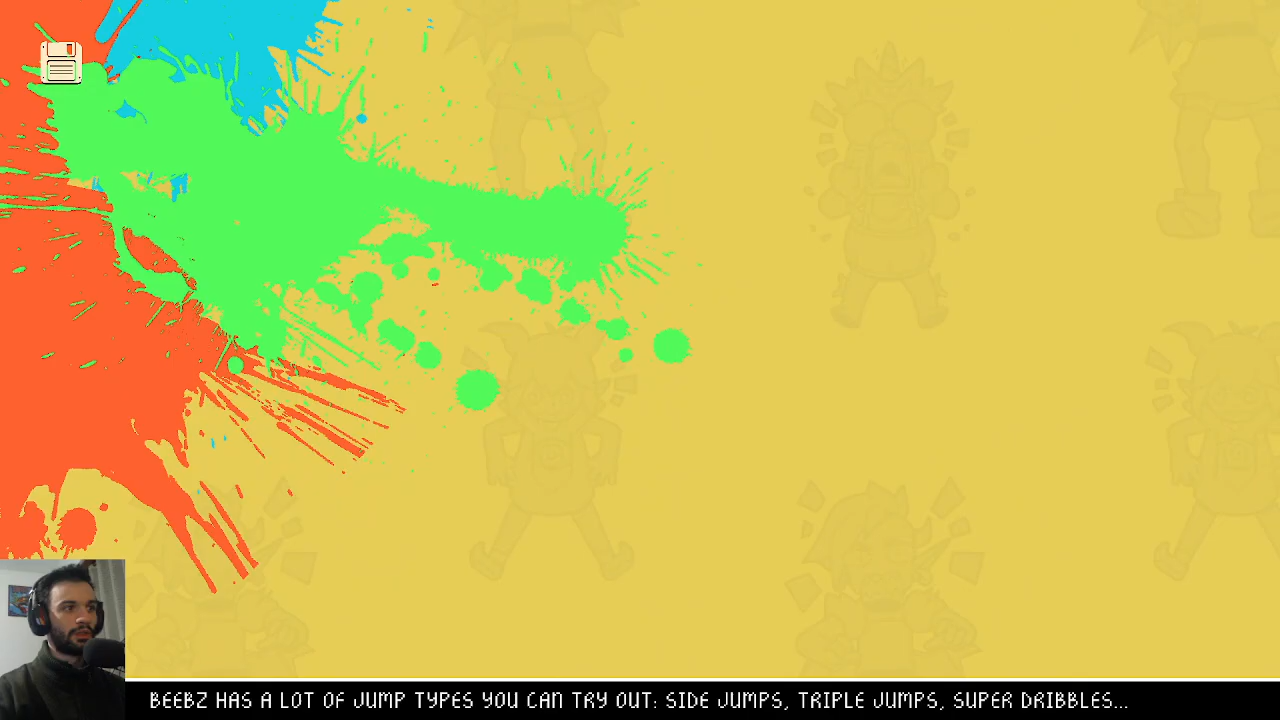 BEEBZ HAS A LOT OF JUMP TYPES YOU CAN TRY OUT: SIDE JUMPS, TRIPLE JUMPS, SUPER DRIBBLES...